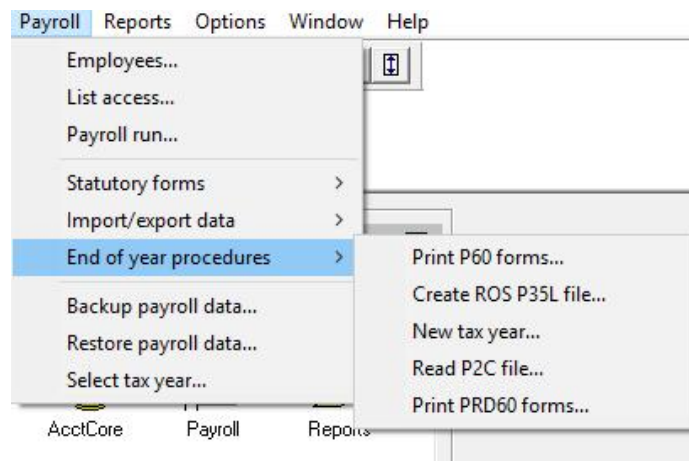 Payroll Reports Options Window Help
Employees...
List access...
Payroll run...
Statutory forms
Import/export data
End of year procedures
Print P60 forms...
Create ROS P35L file...
New tax year...
Read P2C file...
Print PRD60 forms...
Backup payroll data...
Restore payroll data...
Select tax year...
AcctCore Payroll Reports